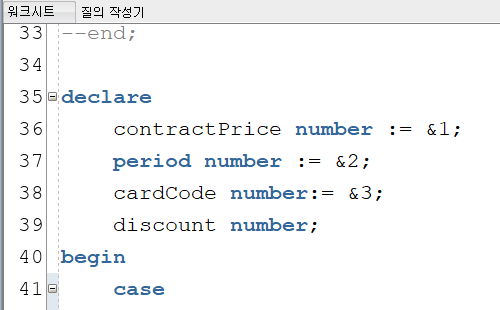 워크시트 질의 작성기
33 --end;
34
35 declare
36 contractPrice number := &1;
37 period number := &2;
38 cardCode number:= &3;
39 discount number;
40 begin
41 case